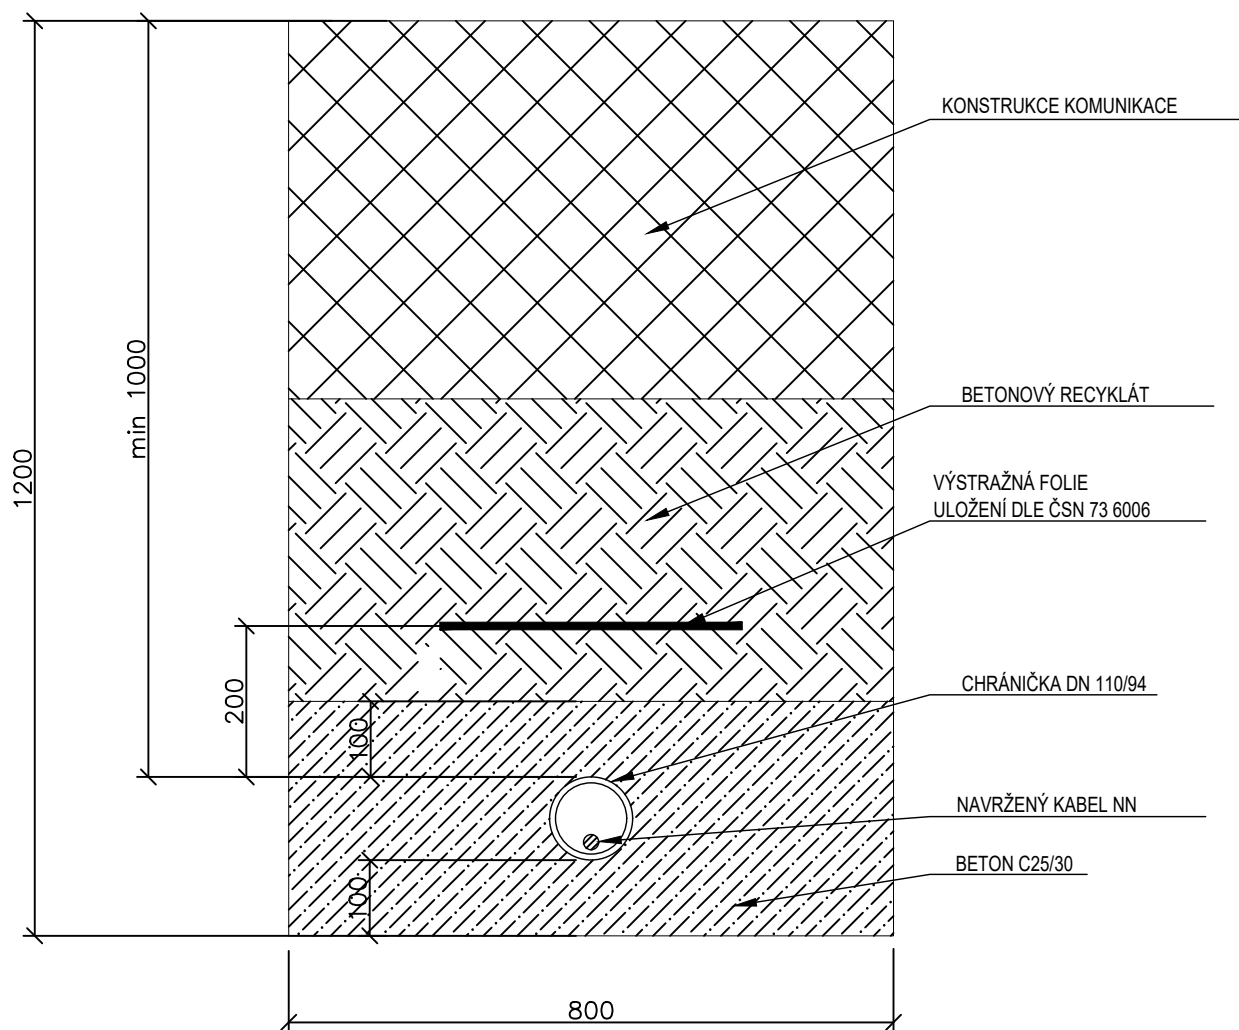 KONSTRUKCE KOMUNIKACE
min 1000
BETONOVÝ RECYKLÁT
1200
VÝSTRAŽNÁ FOLIE
ULOŽENÍ DLE ČSN 73 6006
200
CHRÁNIČKA DN 110/94
100
NAVRŽENÝ KABEL NN
BETON C25/30
100
800